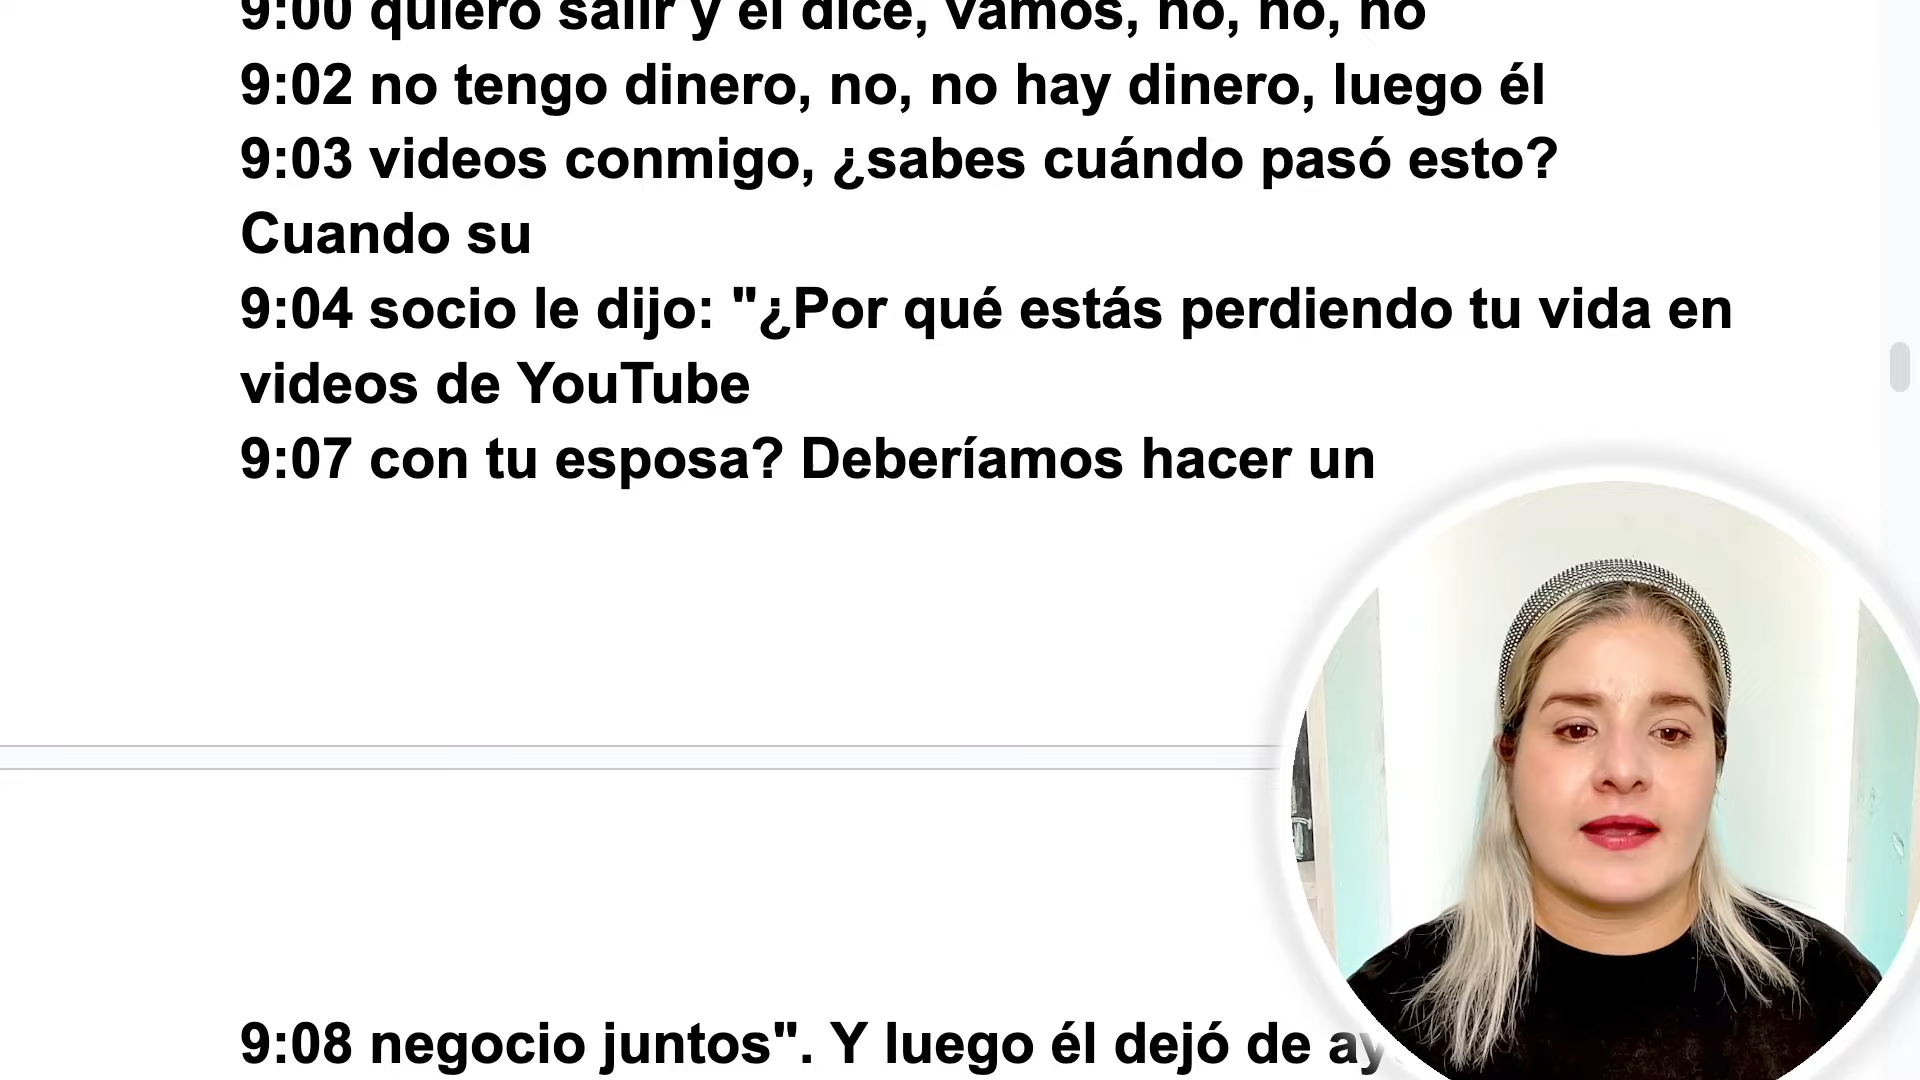 9:00 quiero salir y él dice, vamos, no, no, no
9:02 no tengo dinero, no, no hay dinero, luego él
9:03 videos conmigo, ¿sabes cuándo pasó esto?
Cuando su
9:04 socio le dijo: "¿Por qué estás perdiendo tu vida en
videos de YouTube
9:07 con tu esposa? Deberíamos hacer un
9:08 negocio juntos". Y luego él dejó de